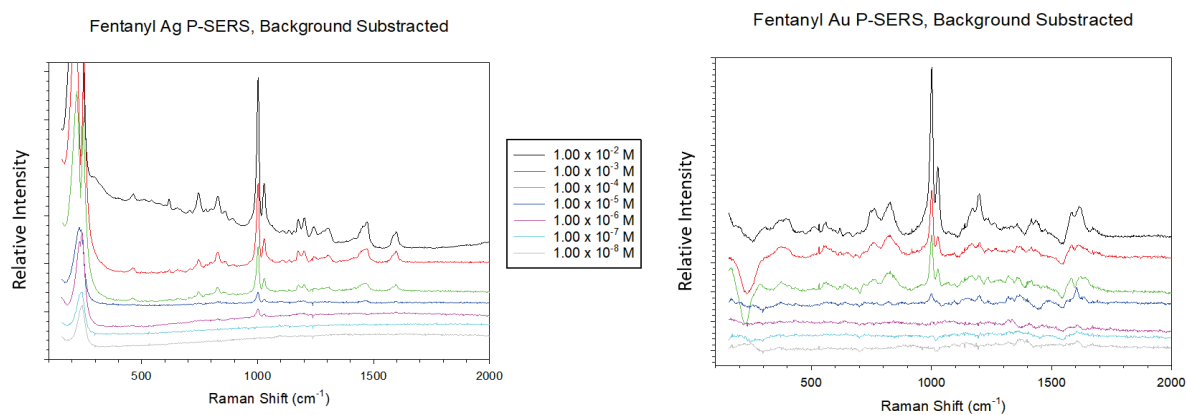 Fentanyl Ag P-SERS, Background Substracted
Relative Intensity
500
1000
1500
2000
Raman Shift (cm⁻¹)
1.00 x 10⁻² M
1.00 x 10⁻³ M
1.00 x 10⁻⁴ M
1.00 x 10⁻⁵ M
1.00 x 10⁻⁶ M
1.00 x 10⁻⁷ M
1.00 x 10⁻⁸ M
Fentanyl Au P-SERS, Background Substracted
Relative Intensity
500
1000
1500
2000
Raman Shift (cm⁻¹)